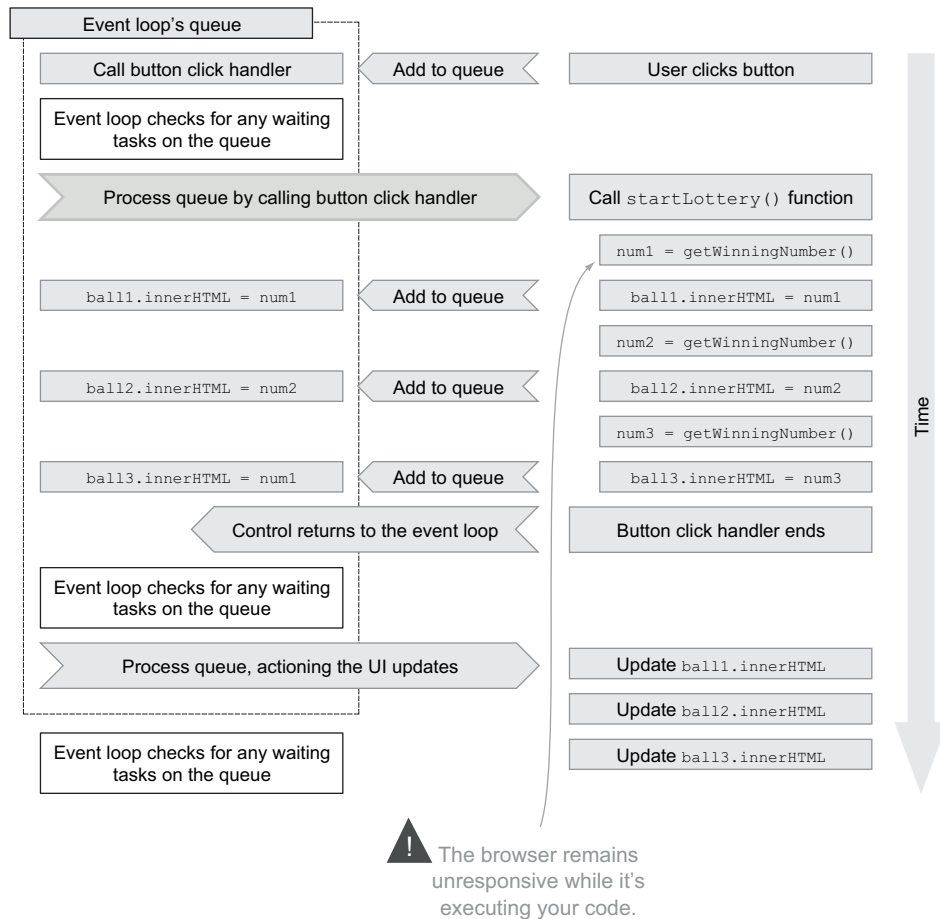 Event loop's queue
Call button click handler
Add to queue
User clicks button
Event loop checks for any waiting
tasks on the queue
Process queue by calling button click handler
Call startLottery() function
num1 = getWinningNumber()
ball1.innerHTML = num1
Add to queue
ball1.innerHTML = num1
num2 = getWinningNumber()
ball2.innerHTML = num2
Add to queue
ball2.innerHTML = num2
num3 = getWinningNumber()
ball3.innerHTML = num1
Add to queue
ball3.innerHTML = num3
Control returns to the event loop
Button click handler ends
Event loop checks for any waiting
tasks on the queue
Process queue, actioning the UI updates
Update ball1.innerHTML
Update ball2.innerHTML
Event loop checks for any waiting
tasks on the queue
Update ball3.innerHTML
Time
!
The browser remains
unresponsive while it's
executing your code.